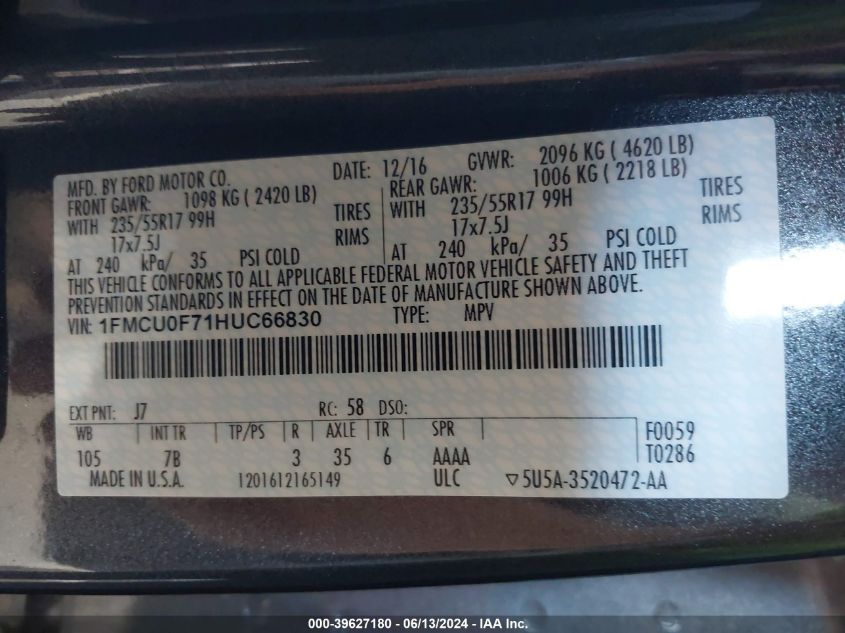 MFD. BY FORD MOTOR CO. DATE: 12/16 GVWR: 2096 KG ( 4620 LB)
FRONT GAWR: 1098 KG ( 2420 LB) REAR GAWR: 1006 KG ( 2218 LB)
WITH 235/55R17 99H TIRES WITH 235/55R17 99H TIRES
17x7.5J RIMS 17x7.5J RIMS
AT 240 kPa/ 35 PSI COLD AT 240 kPa/ 35 PSI COLD
THIS VEHICLE CONFORMS TO ALL APPLICABLE FEDERAL MOTOR VEHICLE SAFETY AND THEFT
PREVENTION STANDARDS IN EFFECT ON THE DATE OF MANUFACTURE SHOWN ABOVE.
VIN: 1FMCU0F71HUC66830 TYPE: MPV
EXT PNT: J7 RC: 58 DSO:
WB INT TR TP/PS R AXLE TR SPR F0059
105 7B 3 35 6 AAAA T0286
MADE IN U.S.A. 1201612165149 ULC ▽5U5A-3520472-AA
000-39627180 - 06/13/2024 - IAA Inc.